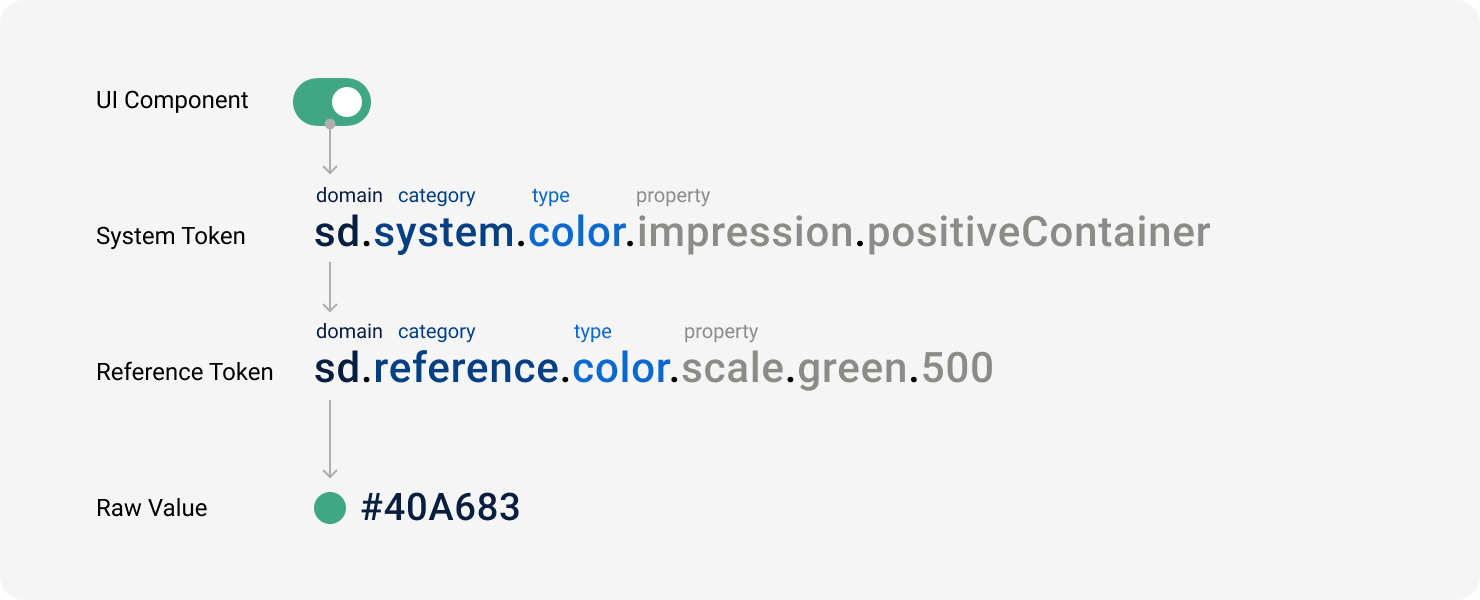 UI Component
domain category type property
System Token sd.system.color.impression.positiveContainer
domain category type property
Reference Token sd.reference.color.scale.green.500
Raw Value #40A683